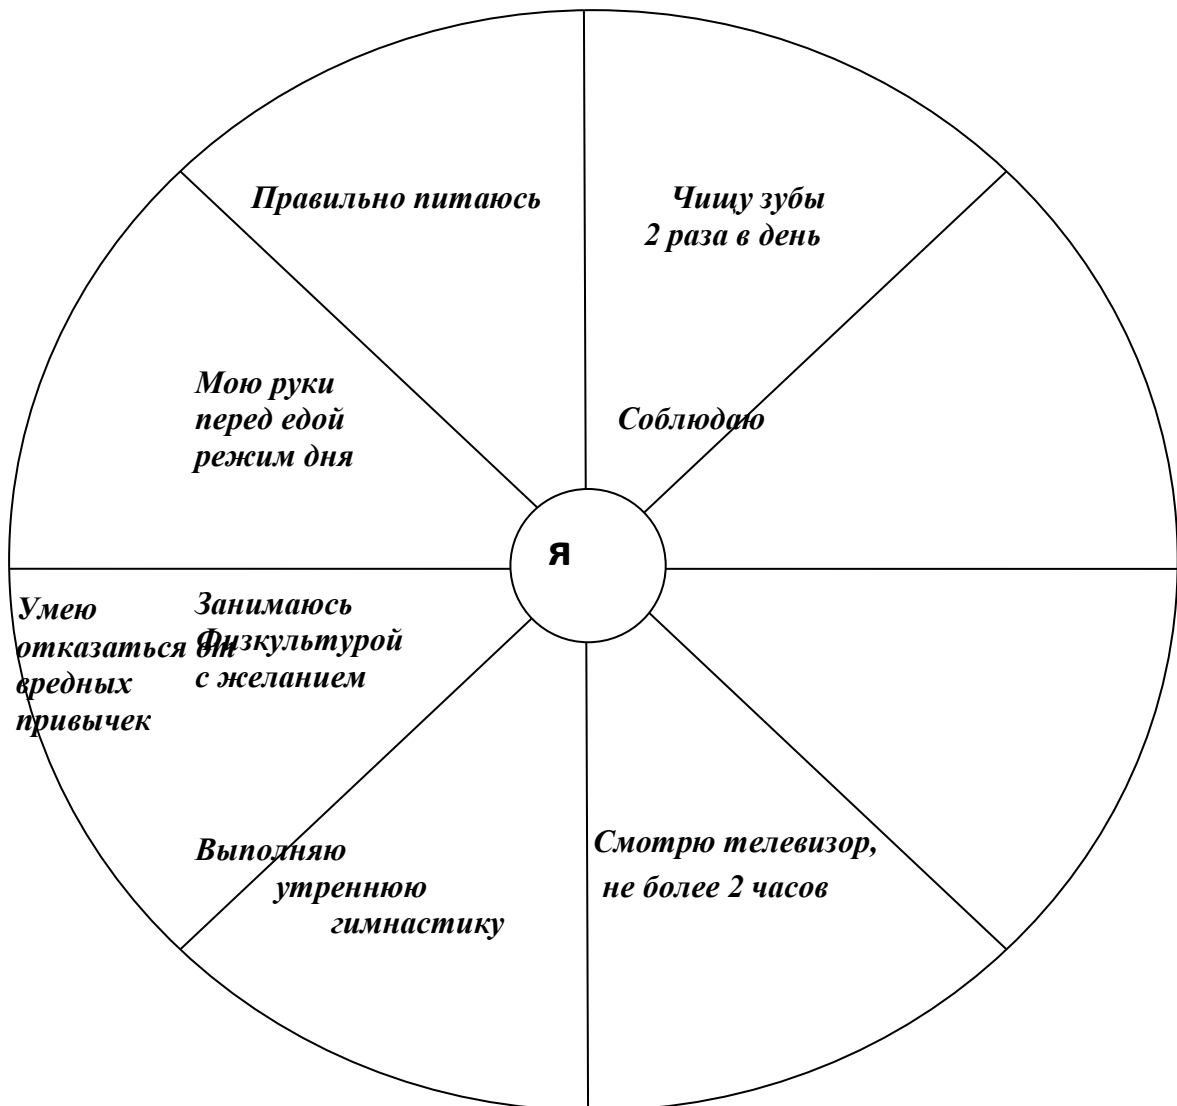 Правильно питаюсь
Чищу зубы
2 раза в день
Мою руки
перед едой
режим дня
Соблюдаю
Я
Умею
отказаться от
вредных
привычек
Занимаюсь
Физкультурой
с желанием
Выполняю
утреннюю
гимнастику
Смотрю телевизор,
не более 2 часов